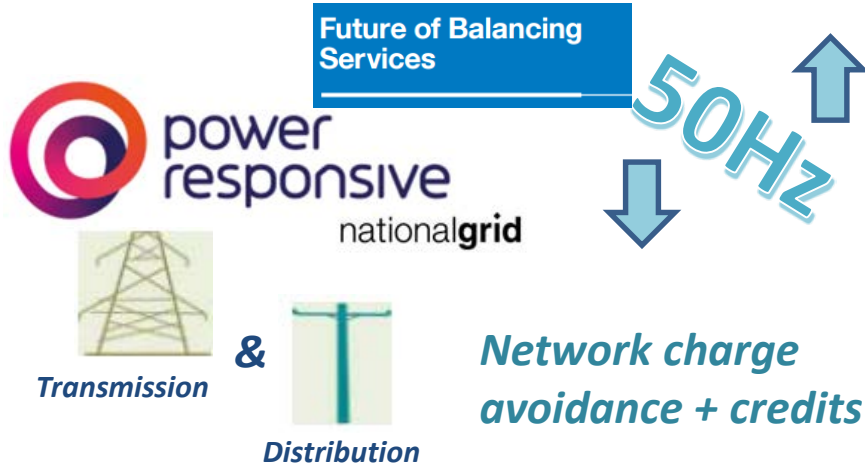 Future of Balancing
Services
50Hz
power
responsive
nationalgrid
&
Transmission
Distribution
Network charge
avoidance + credits